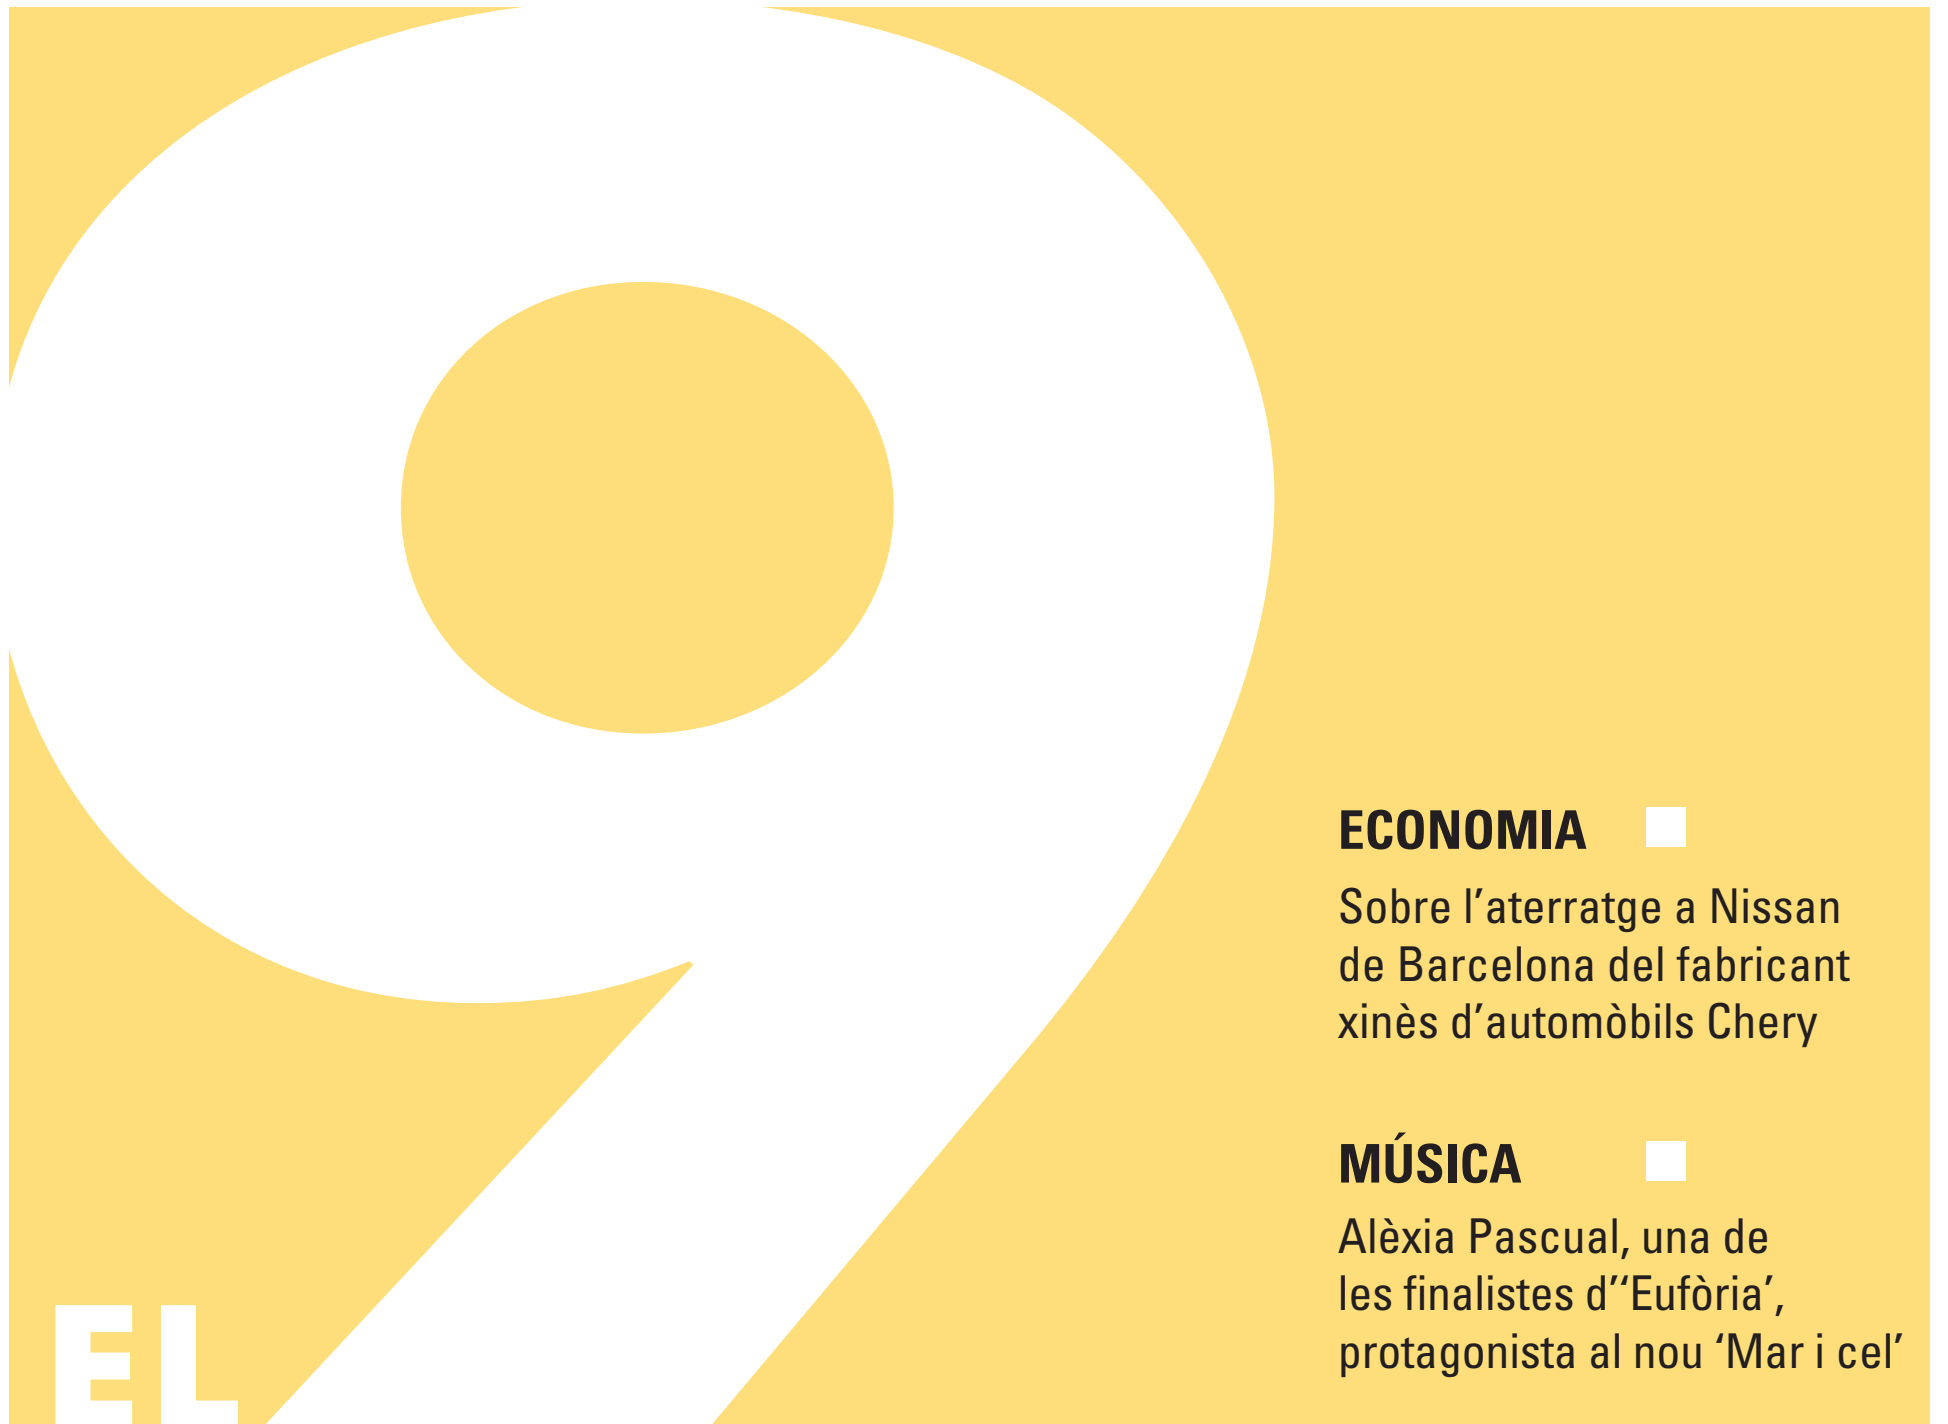 9
EL
ECONOMIA
Sobre l’aterratge a Nissan
de Barcelona del fabricant
xinès d’automòbils Chery
MÚSICA
Alèxia Pascual, una de
les finalistes d’‘Eufòria’,
protagonista al nou ‘Mar i cel’